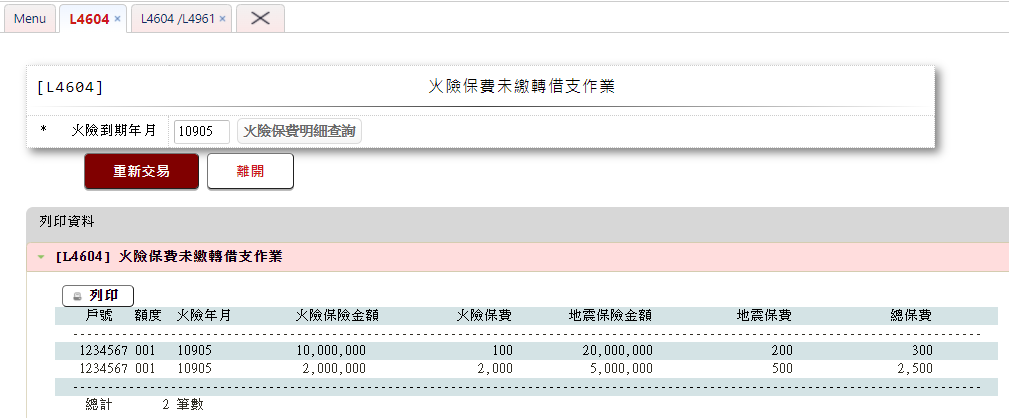 Menu L4604 × L4604 /L4961 ×
[L4604] 火險保費未繳轉借支作業
* 火險到期年月 10905 火險保費明細查詢
重新交易 離開
列印資料
[L4604] 火險保費未繳轉借支作業
列印
戶號 額度 火險年月 火險保險金額 火險保費 地震保險金額 地震保費 總保費
1234567 001 10905 10,000,000 100 20,000,000 200 300
1234567 001 10905 2,000,000 2,000 5,000,000 500 2,500
總計 2 筆數